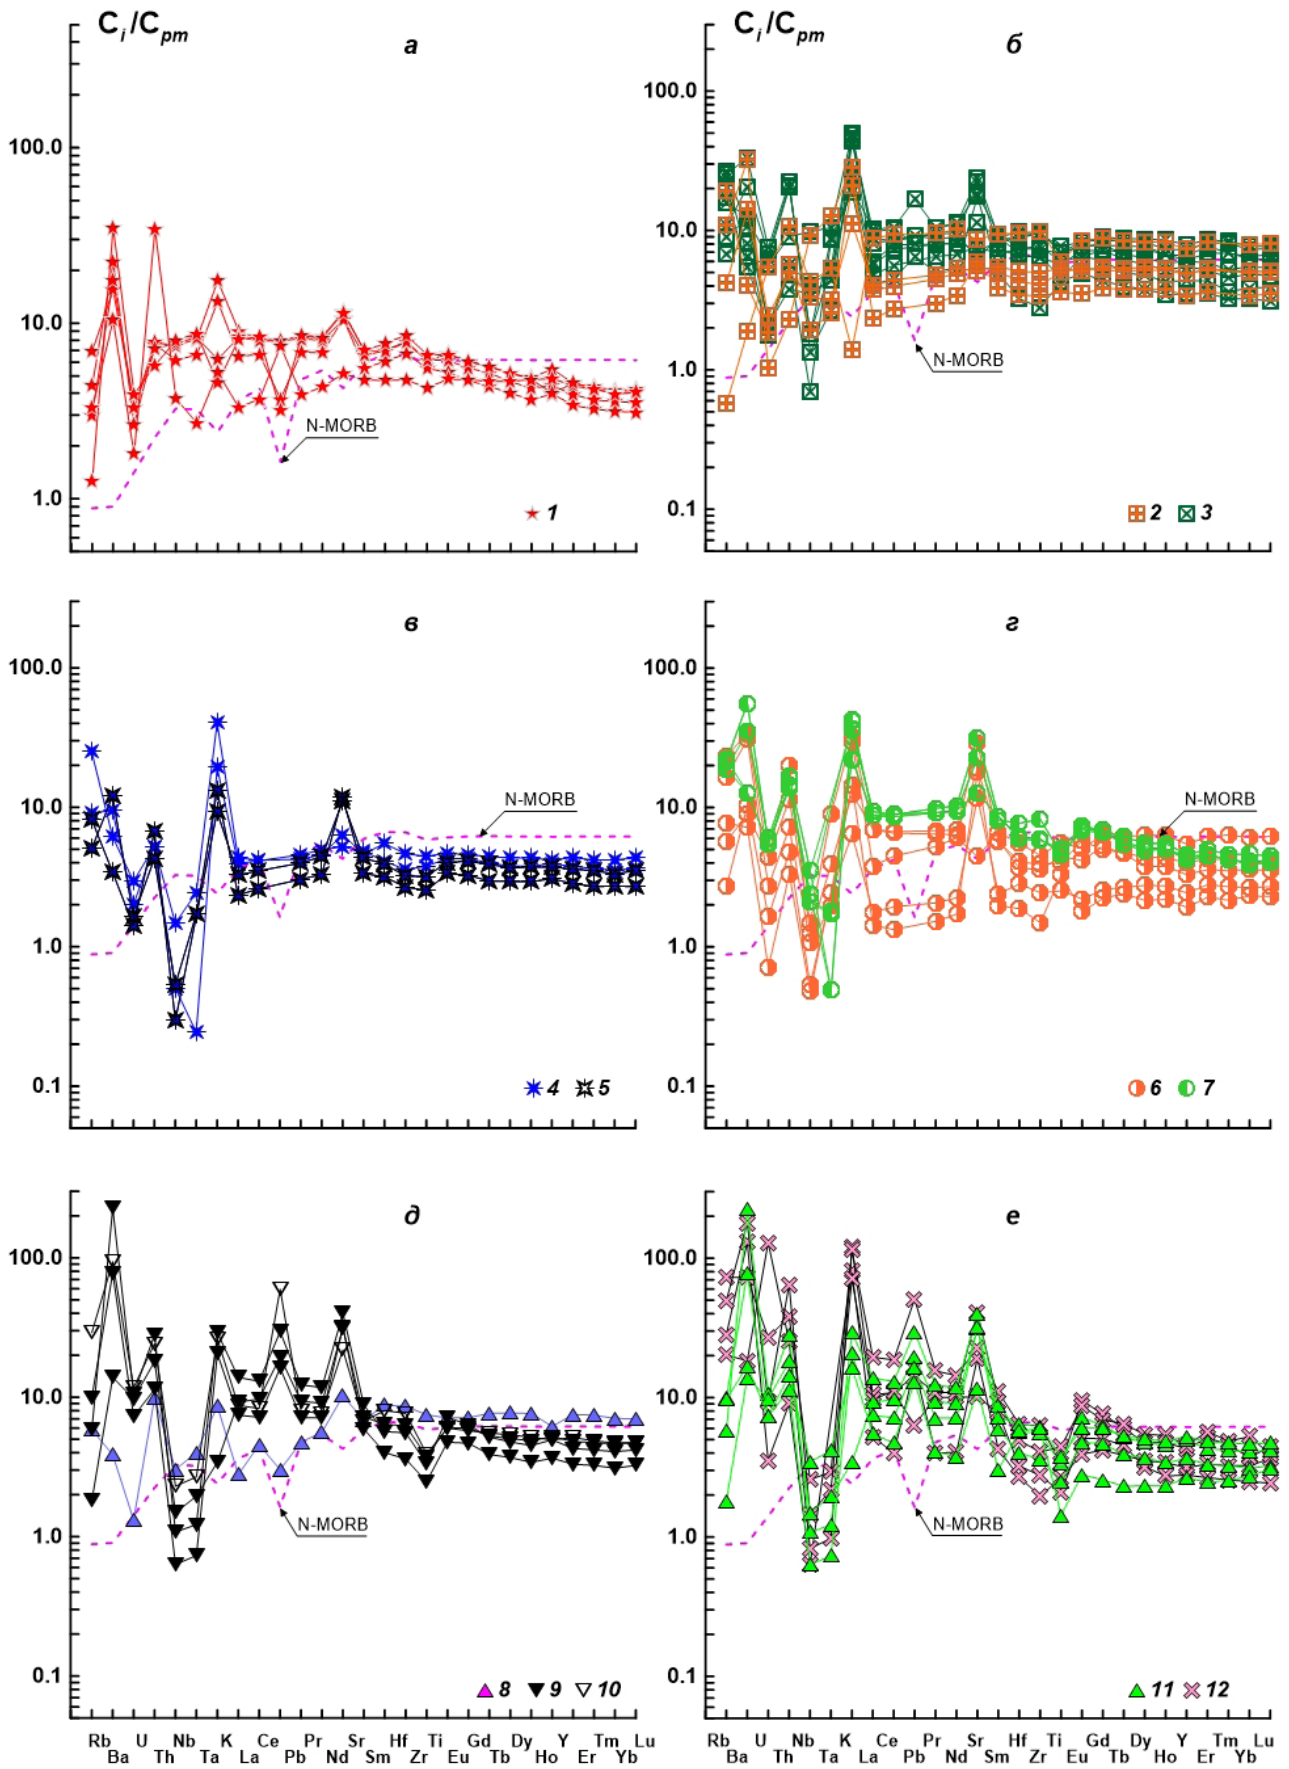 Ci/Cpm
а
100.0
10.0
1.0
N-MORB
1
Ci/Cpm
б
100.0
10.0
1.0
0.1
N-MORB
2 3
в
100.0
10.0
1.0
0.1
N-MORB
4 5
г
100.0
10.0
1.0
0.1
N-MORB
6 7
д
100.0
10.0
1.0
0.1
N-MORB
8 9 10
Rb U Nb K Ce Pr Sr Hf Ti Gd Dy Y Tm Lu
Ba Th Ta La Pb Nd Sm Zr Eu Tb Ho Er Yb
е
100.0
10.0
1.0
0.1
N-MORB
11 12
Rb U Nb K Ce Pr Sr Hf Ti Gd Dy Y Tm Lu
Ba Th Ta La Pb Nd Sm Zr Eu Tb Ho Er Yb